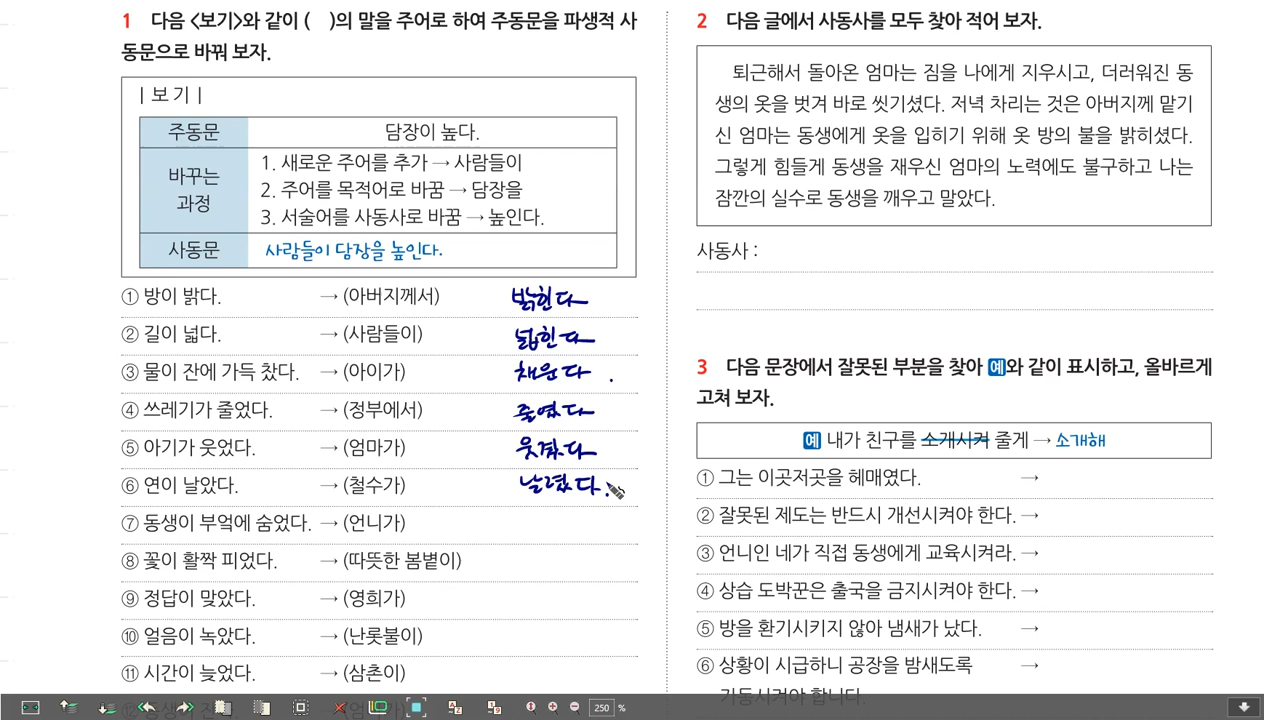 1 다음 <보기>와 같이 ( )의 말을 주어로 하여 주동문을 파생적 사
동문으로 바꿔 보자.
| 보 기 |
주동문 담장이 높다.
바꾸는
과정
1. 새로운 주어를 추가 → 사람들이
2. 주어를 목적어로 바꿈 → 담장을
3. 서술어를 사동사로 바꿈 → 높인다.
사동문 사람들이 담장을 높인다.
① 방이 밝다. → (아버지께서) 밝힌다
② 길이 넓다. → (사람들이) 넓힌다
③ 물이 잔에 가득 찼다. → (아이가) 채운다 .
④ 쓰레기가 줄었다. → (정부에서) 줄였다
⑤ 아기가 웃었다. → (엄마가) 웃겼다
⑥ 연이 날았다. → (철수가) 날렸다.
⑦ 동생이 부엌에 숨었다. → (언니가)
⑧ 꽃이 활짝 피었다. → (따뜻한 봄볕이)
⑨ 정답이 맞았다. → (영희가)
⑩ 얼음이 녹았다. → (난롯불이)
⑪ 시간이 늦었다. → (삼촌이)
2 다음 글에서 사동사를 모두 찾아 적어 보자.
퇴근해서 돌아온 엄마는 짐을 나에게 지우시고, 더러워진 동
생의 옷을 벗겨 바로 씻기셨다. 저녁 차리는 것은 아버지께 맡기
신 엄마는 동생에게 옷을 입히기 위해 옷 방의 불을 밝히셨다.
그렇게 힘들게 동생을 재우신 엄마의 노력에도 불구하고 나는
잠깐의 실수로 동생을 깨우고 말았다.
사동사 :
3 다음 문장에서 잘못된 부분을 찾아 예와 같이 표시하고, 올바르게
고쳐 보자.
예 내가 친구를 소개시켜 줄게 → 소개해
① 그는 이곳저곳을 헤매였다. →
② 잘못된 제도는 반드시 개선시켜야 한다. →
③ 언니인 네가 직접 동생에게 교육시켜라. →
④ 상습 도박꾼은 출국을 금지시켜야 한다. →
⑤ 방을 환기시키지 않아 냄새가 났다. →
⑥ 상황이 시급하니 공장을 밤새도록 →
가동시켜야 합니다.
250 %